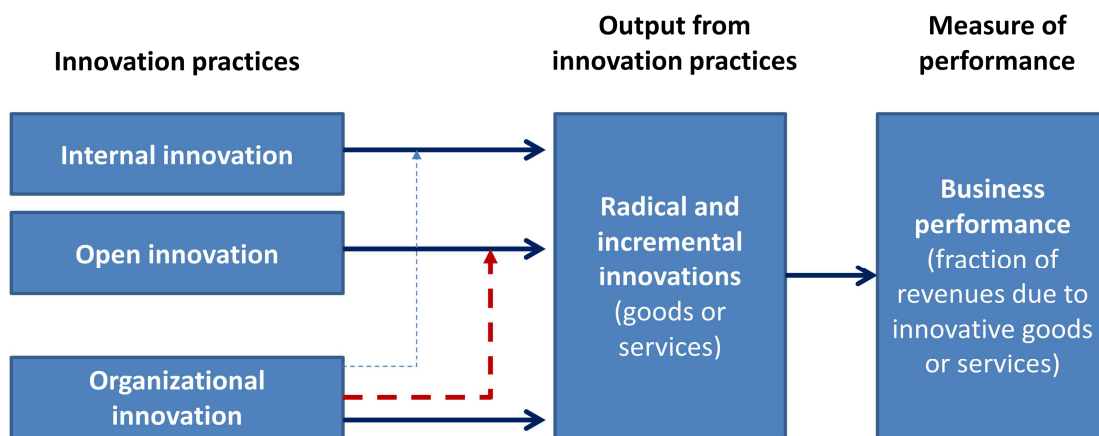 Innovation practices
Output from
innovation practices
Measure of
performance
Internal innovation
Open innovation
Organizational
innovation
Radical and
incremental
innovations
(goods or
services)
Business
performance
(fraction of
revenues due to
innovative goods
or services)